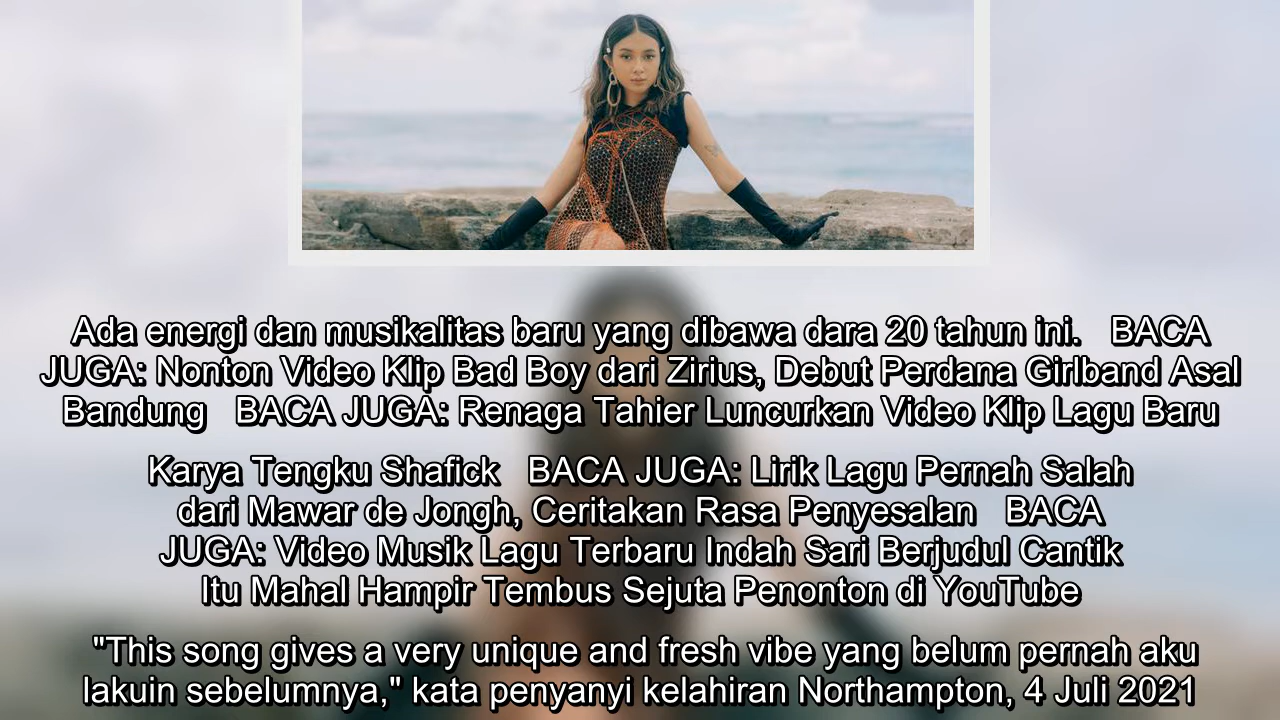 Ada energi dan musikalitas baru yang dibawa dara 20 tahun ini.   BACA
JUGA: Nonton Video Klip Bad Boy dari Zirius, Debut Perdana Girlband Asal
Bandung   BACA JUGA: Renaga Tahier Luncurkan Video Klip Lagu Baru
Karya Tengku Shafick   BACA JUGA: Lirik Lagu Pernah Salah
dari Mawar de Jongh, Ceritakan Rasa Penyesalan   BACA
JUGA: Video Musik Lagu Terbaru Indah Sari Berjudul Cantik
Itu Mahal Hampir Tembus Sejuta Penonton di YouTube
"This song gives a very unique and fresh vibe yang belum pernah aku
lakuin sebelumnya," kata penyanyi kelahiran Northampton, 4 Juli 2021